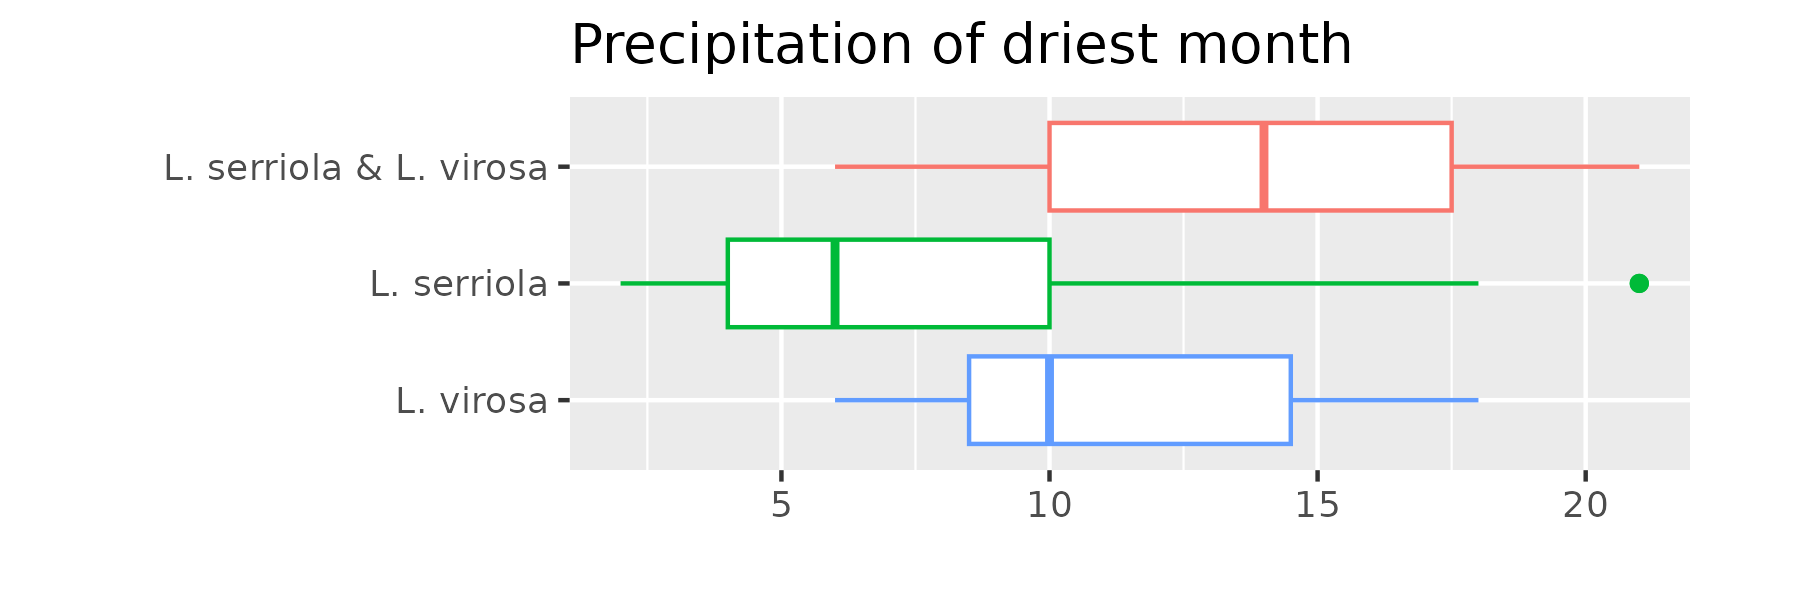 Precipitation of driest month
L. serriola & L. virosa
L. serriola
L. virosa
5 10 15 20